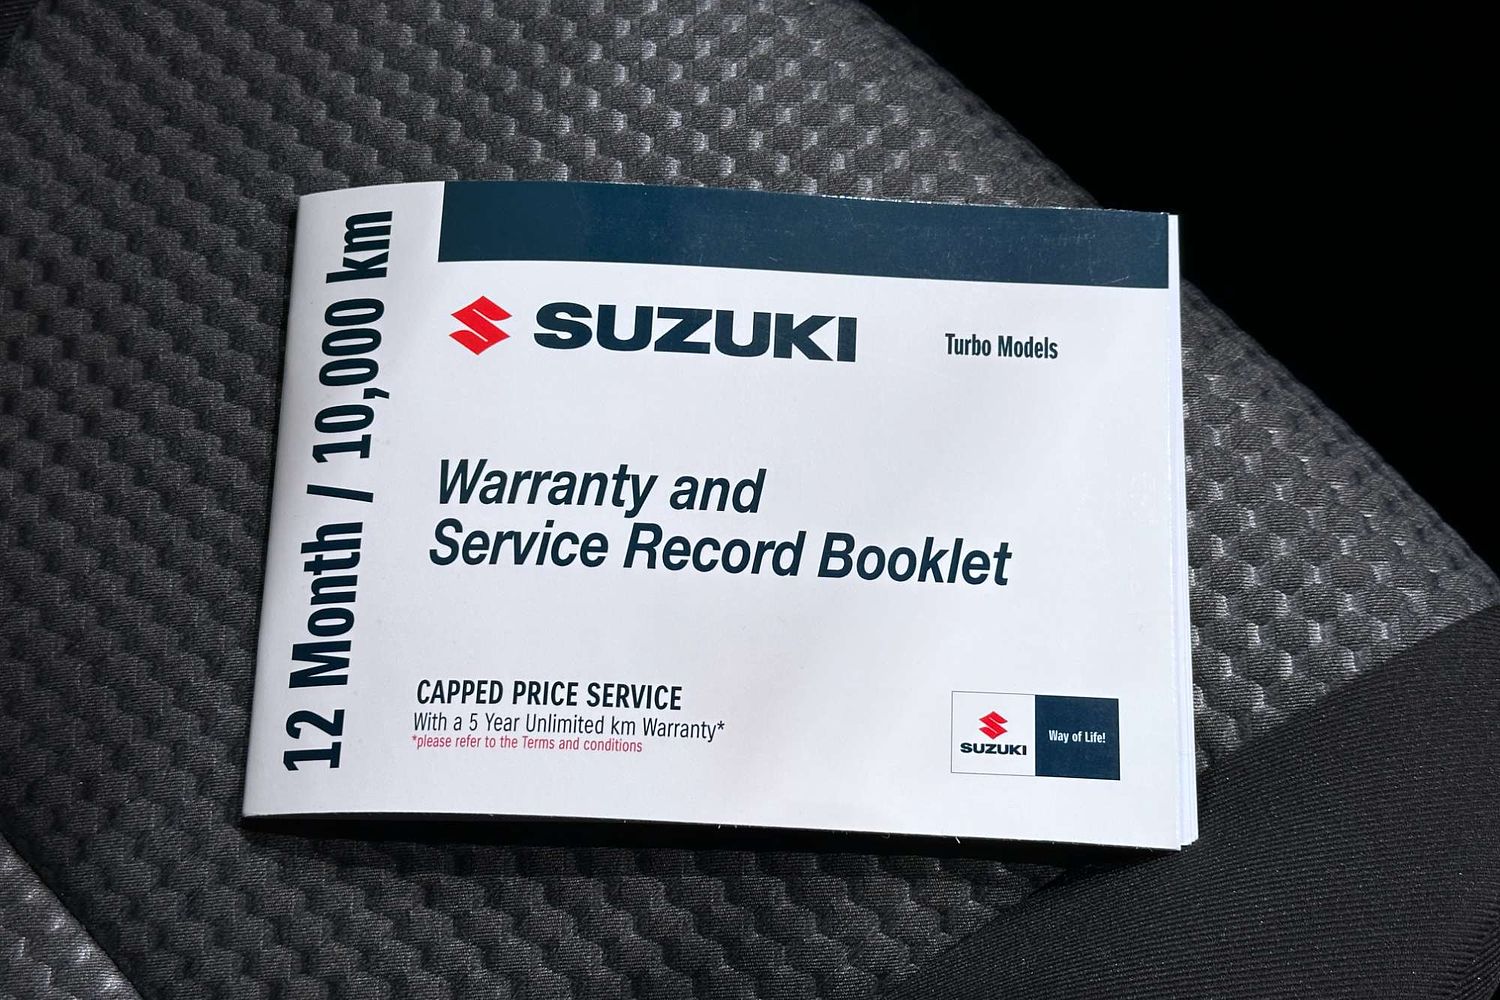 12 Month / 10,000 km
SUZUKI
Turbo Models
Warranty and
Service Record Booklet
CAPPED PRICE SERVICE
With a 5 Year Unlimited km Warranty*
*please refer to the Terms and conditions
SUZUKI
Way of Life!